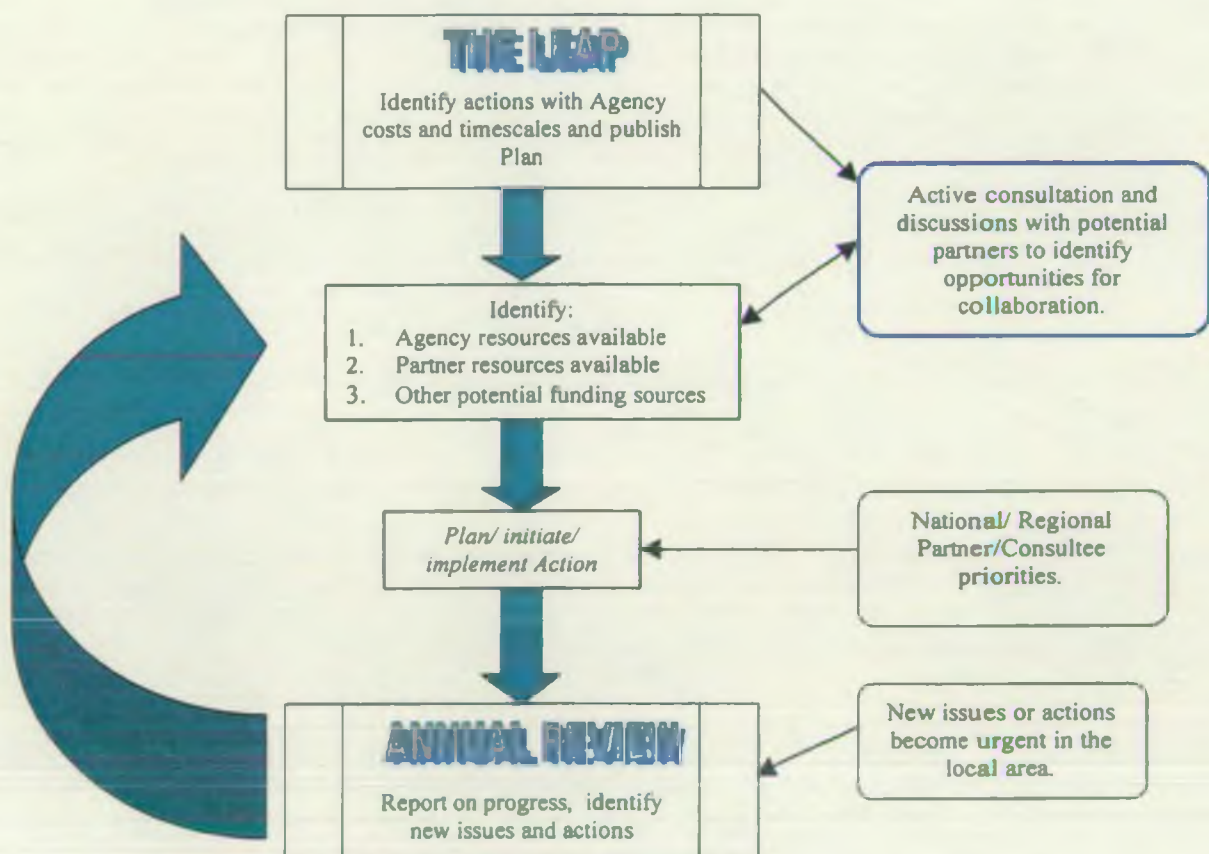 THE LEAP
Identify actions with Agency
costs and timescales and publish
Plan
Active consultation and
discussions with potential
partners to identify
opportunities for
collaboration.
Identify:
1. Agency resources available
2. Partner resources available
3. Other potential funding sources
Plan/ initiate/
implement Action
National/ Regional
Partner/Consultee
priorities.
ANNUAL REVIEW
Report on progress, identify
new issues and actions
New issues or actions
become urgent in the
local area.